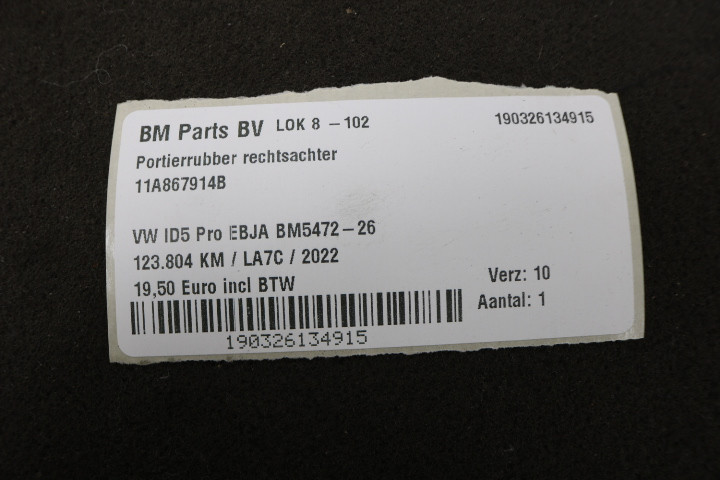 BM Parts BV LOK 8 - 102 190326134915
Portierrubber rechtsachter
11A867914B
VW ID5 Pro EBJA BM5472-26
123.804 KM / LA7C / 2022
19,50 Euro incl BTW
Verz: 10
Aantal: 1
190326134915